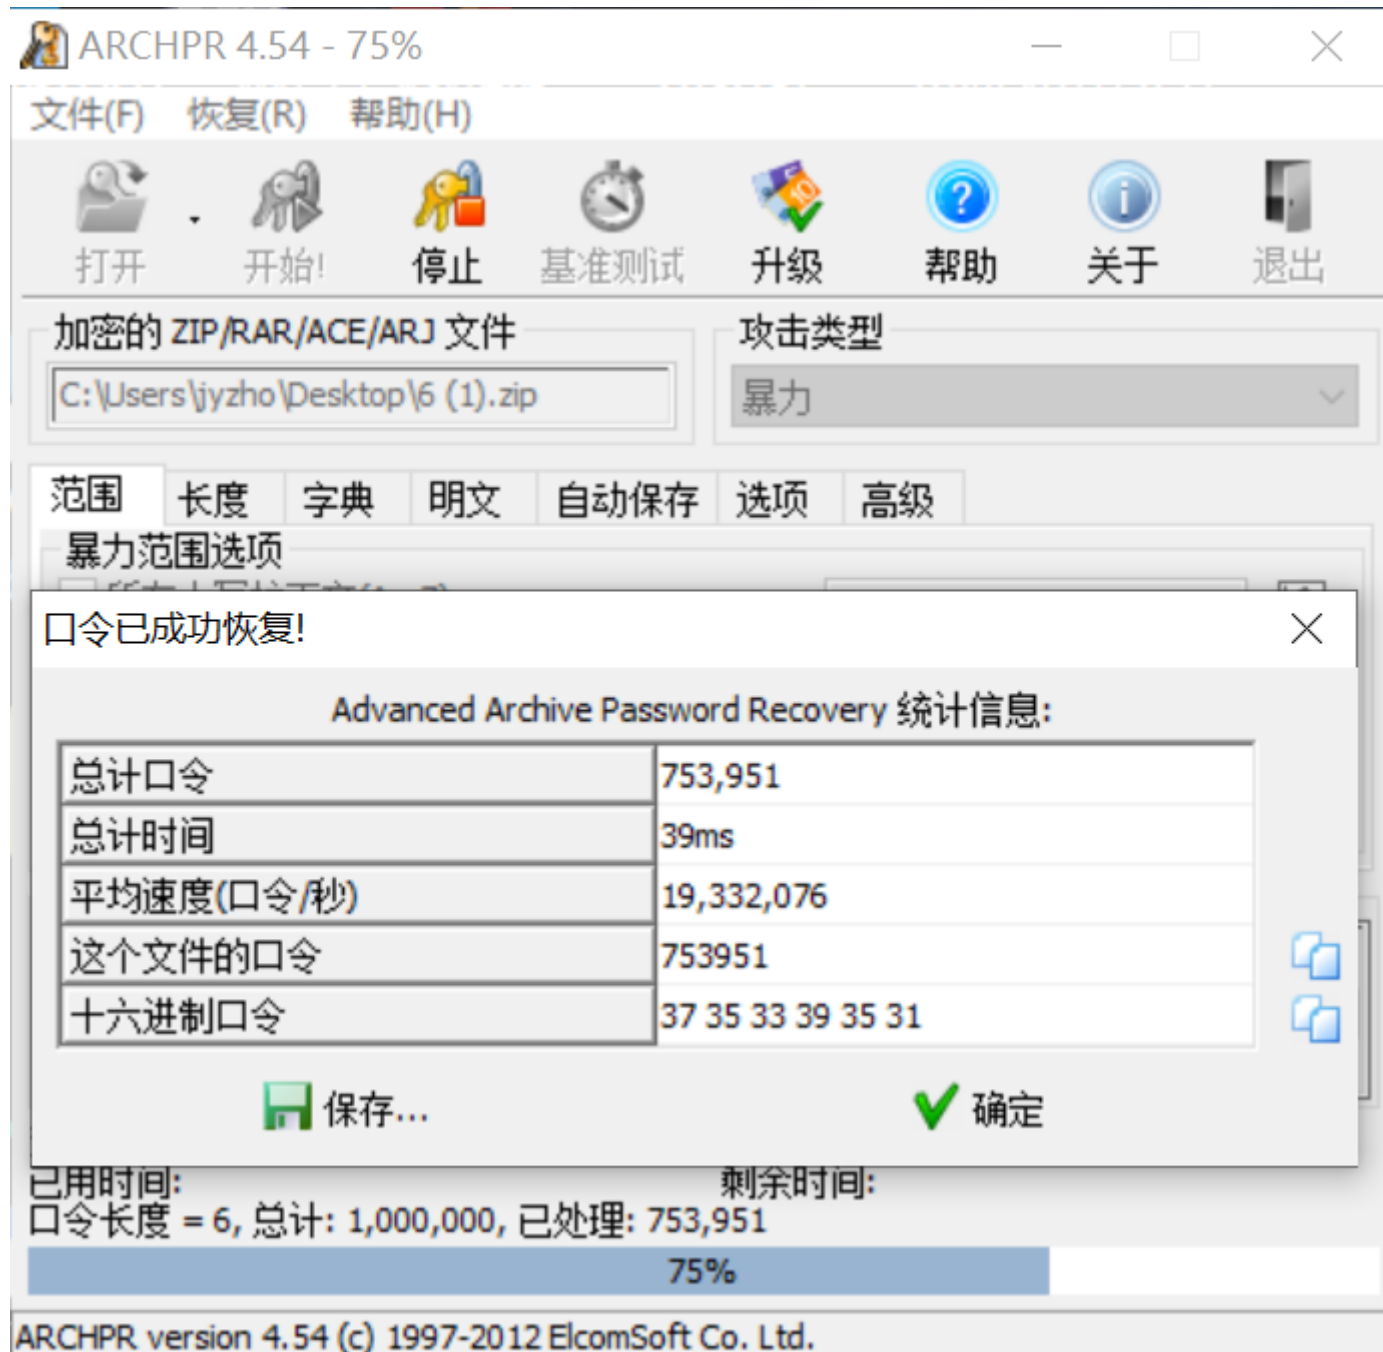 ARCHPR 4.54 - 75%
文件(F) 恢复(R) 帮助(H)
打开 开始! 停止 基准测试 升级 帮助 关于 退出
加密的 ZIP/RAR/ACE/ARJ 文件 攻击类型
C:\Users\jyzho\Desktop\6 (1).zip 暴力
范围 长度 字典 明文 自动保存 选项 高级
暴力范围选项
口令已成功恢复!
Advanced Archive Password Recovery 统计信息:
总计口令 753,951
总计时间 39ms
平均速度(口令/秒) 19,332,076
这个文件的口令 753951
十六进制口令 37 35 33 39 35 31
保存... 确定
已用时间: 剩余时间:
口令长度 = 6, 总计: 1,000,000, 已处理: 753,951
75%
ARCHPR version 4.54 (c) 1997-2012 ElcomSoft Co. Ltd.